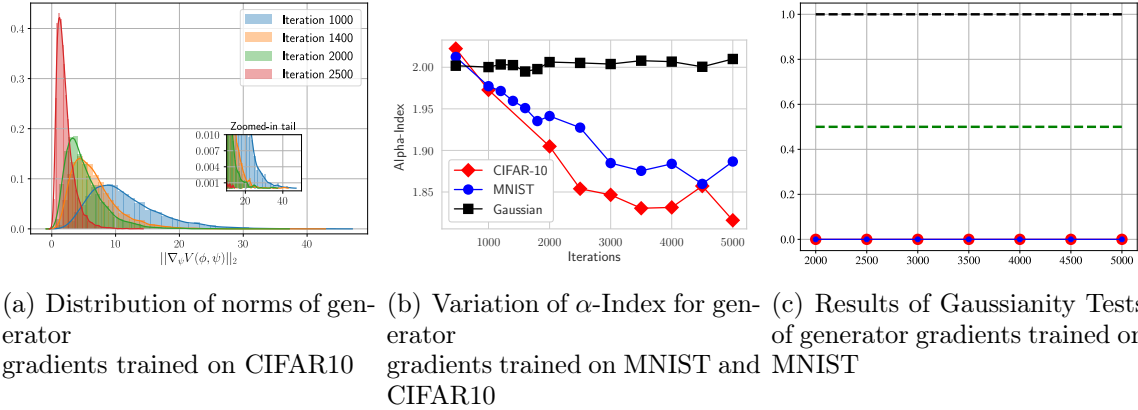 0.4
0.3
0.2
0.1
0.0
0
10
20
30
40
||∇ψV(ϕ, ψ)||₂
Iteration 1000
Iteration 1400
Iteration 2000
Iteration 2500
Zoomed-in tail
0.010
0.007
0.004
0.001
20
40
2.00
1.95
1.90
1.85
Alpha-Index
1000
2000
3000
4000
5000
Iterations
CIFAR-10
MNIST
Gaussian
1.0
0.8
0.6
0.4
0.2
0.0
2000
2500
3000
3500
4000
4500
5000
(a) Distribution of norms of gen-
erator
gradients trained on CIFAR10
(b) Variation of α-Index for gen-
erator
gradients trained on MNIST and
CIFAR10
(c) Results of Gaussianity Tests
of generator gradients trained o
MNIST